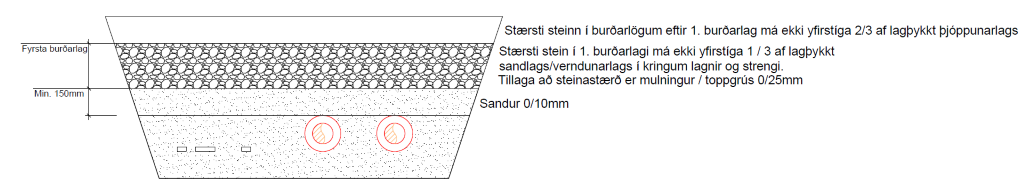 Stærsti steinn í burðarlögum eftir 1. burðarlag má ekki yfirstíga 2/3 af lagþykkt þjöppunarlags
Fyrsta burðarlag
Stærsti stein í 1. burðarlagi má ekki yfirstíga 1 / 3 af lagþykkt
sandlags/verndunarlags í kringum lagnir og strengi.
Tillaga að steinastærð er mulningur / toppgrús 0/25mm
Min. 150mm
Sandur 0/10mm